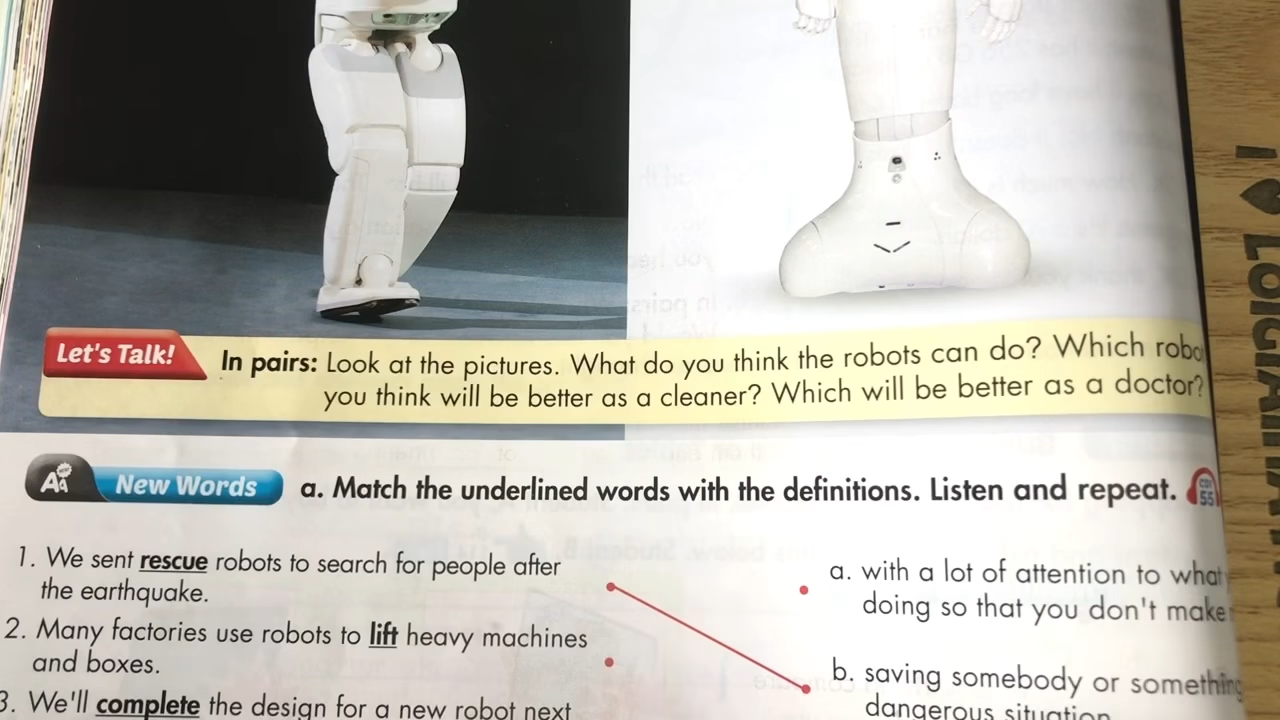 Let's Talk!
In pairs: Look at the pictures. What do you think the robots can do? Which
you think will be better as a cleaner? Which will be better as a doctor?
New Words
a. Match the underlined words with the definitions. Listen and repeat.
CD1
55
1. We sent rescue robots to search for people after
the earthquake.
2. Many factories use robots to lift heavy machines
and boxes.
3. We'll complete the design for a new robot next
a. with a lot of attention to what
doing so that you don't make
b. saving somebody or something
dangerous situation